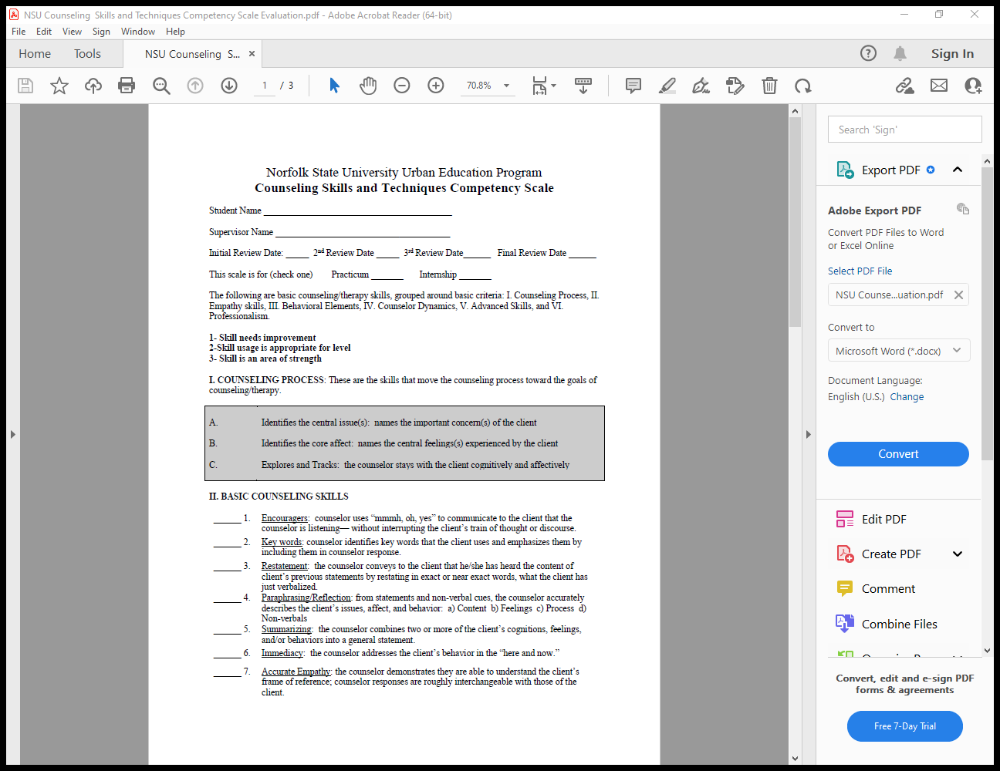 NSU Counseling  Skills and Techniques Competency Scale Evaluation.pdf - Adobe Acrobat Reader (64-bit)
File Edit View Sign Window Help
Home Tools NSU Counseling  S... × Sign In
1 / 3 70.8%
Norfolk State University Urban Education Program
Counseling Skills and Techniques Competency Scale
Student Name ________________________________________
Supervisor Name _____________________________________
Initial Review Date: _____ 2nd Review Date _____ 3rd Review Date______ Final Review Date ______
This scale is for (check one) Practicum _______ Internship _______
The following are basic counseling/therapy skills, grouped around basic criteria: I. Counseling Process, II.
Empathy skills, III. Behavioral Elements, IV. Counselor Dynamics, V. Advanced Skills, and VI.
Professionalism.
1- Skill needs improvement
2-Skill usage is appropriate for level
3- Skill is an area of strength
I. COUNSELING PROCESS: These are the skills that move the counseling process toward the goals of
counseling/therapy.
A. Identifies the central issue(s):  names the important concern(s) of the client
B. Identifies the core affect:  names the central feelings(s) experienced by the client
C. Explores and Tracks:  the counselor stays with the client cognitively and affectively
II. BASIC COUNSELING SKILLS
______ 1. Encouragers:  counselor uses “mmmh, oh, yes” to communicate to the client that the
counselor is listening— without interrupting the client’s train of thought or discourse.
______ 2. Key words: counselor identifies key words that the client uses and emphasizes them by
including them in counselor response.
______ 3. Restatement:  the counselor conveys to the client that he/she has heard the content of
client’s previous statements by restating in exact or near exact words, what the client has
just verbalized.
______ 4. Paraphrasing/Reflection: from statements and non-verbal cues, the counselor accurately
describes the client’s issues, affect, and behavior:  a) Content  b) Feelings  c) Process  d)
Non-verbals
______ 5. Summarizing:  the counselor combines two or more of the client’s cognitions, feelings,
and/or behaviors into a general statement.
______ 6. Immediacy:  the counselor addresses the client’s behavior in the “here and now.”
______ 7. Accurate Empathy: the counselor demonstrates they are able to understand the client’s
frame of reference; counselor responses are roughly interchangeable with those of the
client.
Search 'Sign'
Export PDF
Adobe Export PDF
Convert PDF Files to Word
or Excel Online
Select PDF File
NSU Counse...uation.pdf
Convert to
Microsoft Word (*.docx)
Document Language:
English (U.S.) Change
Convert
Edit PDF
Create PDF
Comment
Combine Files
Convert, edit and e-sign PDF
forms & agreements
Free 7-Day Trial